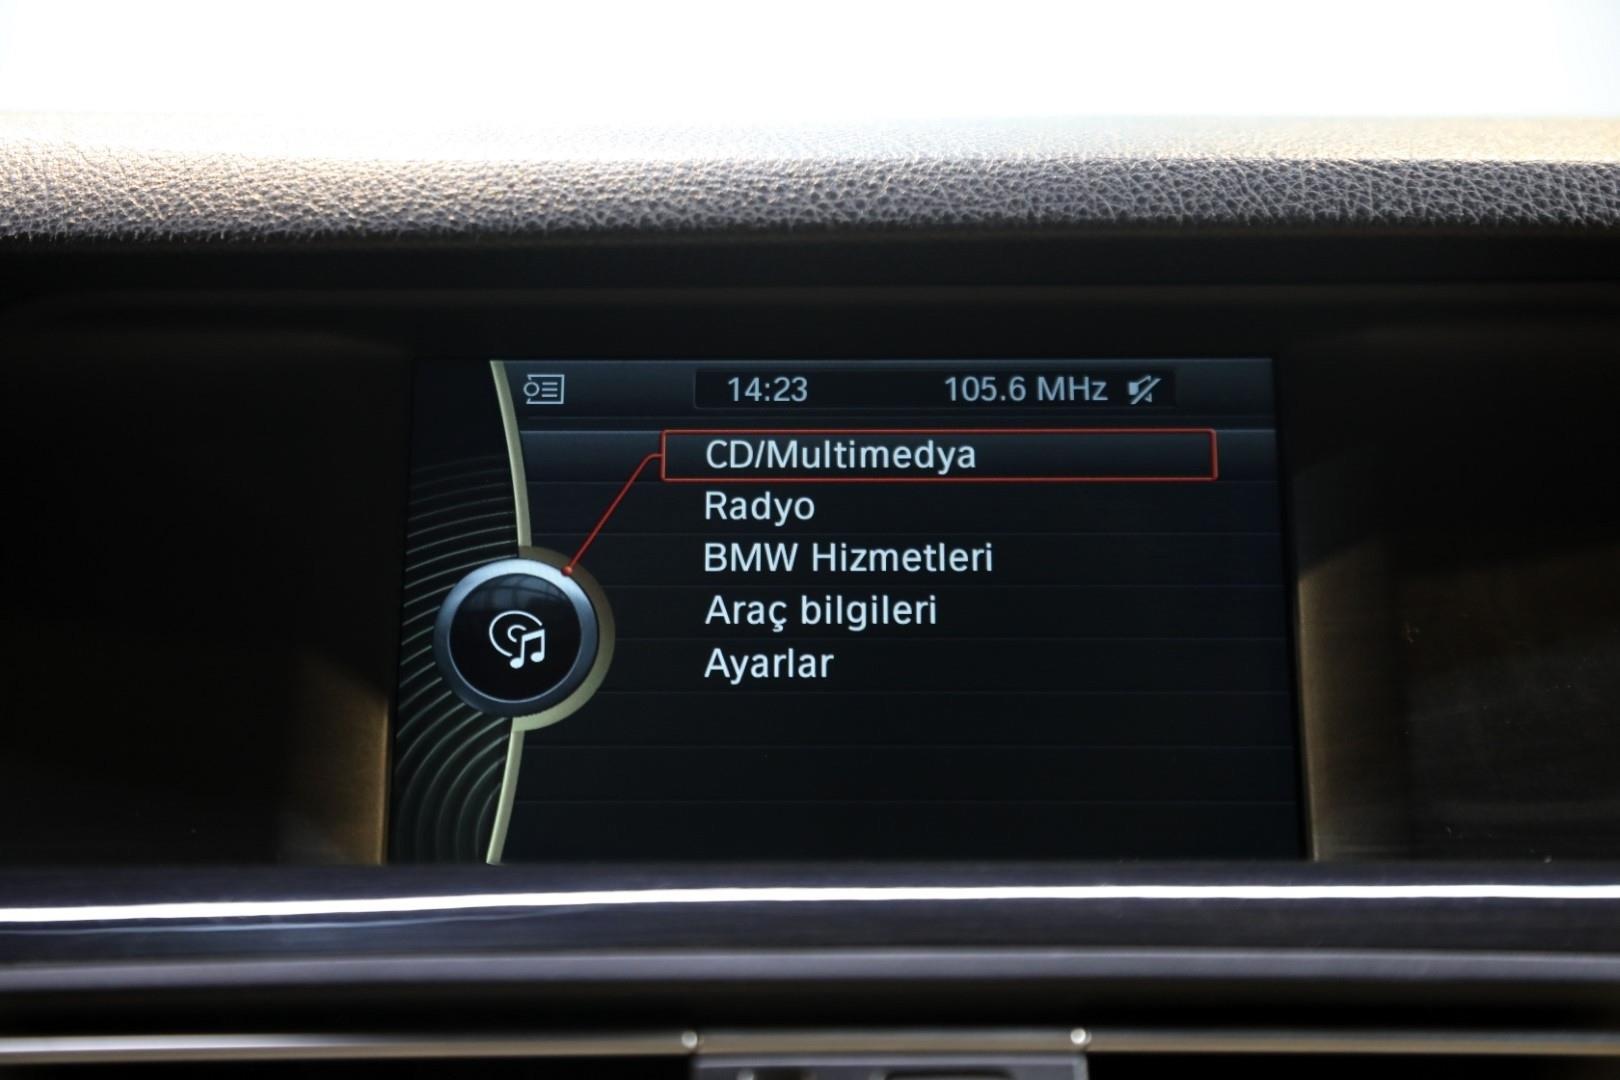 14:23 105.6 MHz
CD/Multimedya
Radyo
BMW Hizmetleri
Araç bilgileri
Ayarlar